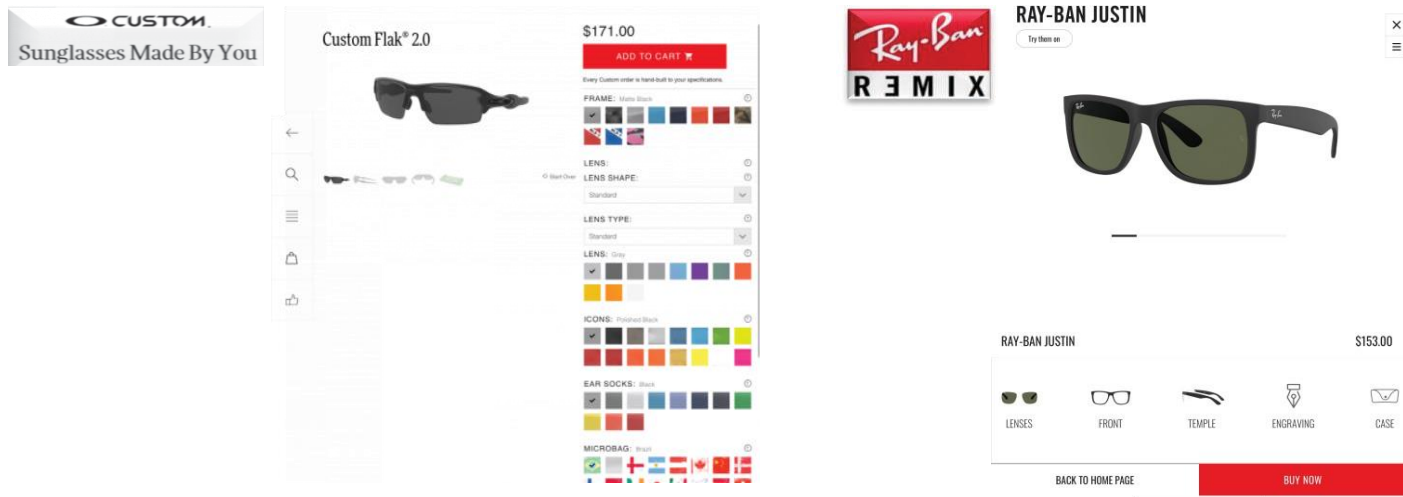 CUSTOM
Sunglasses Made By You
Custom Flak® 2.0
Start Over
$171.00
ADD TO CART
Every Custom order is hand-built to your specifications.
FRAME: Matte Black
LENS:
LENS SHAPE:
Standard
LENS TYPE:
Standard
LENS: Gray
ICONS: Polished Black
EAR SOCKS: Black
MICROBAG: Brazil
Ray-Ban
REMIX
RAY-BAN JUSTIN
Try them on
Ray-Ban
RAY-BAN JUSTIN
$153.00
LENSES
FRONT
TEMPLE
ENGRAVING
CASE
BACK TO HOME PAGE
BUY NOW